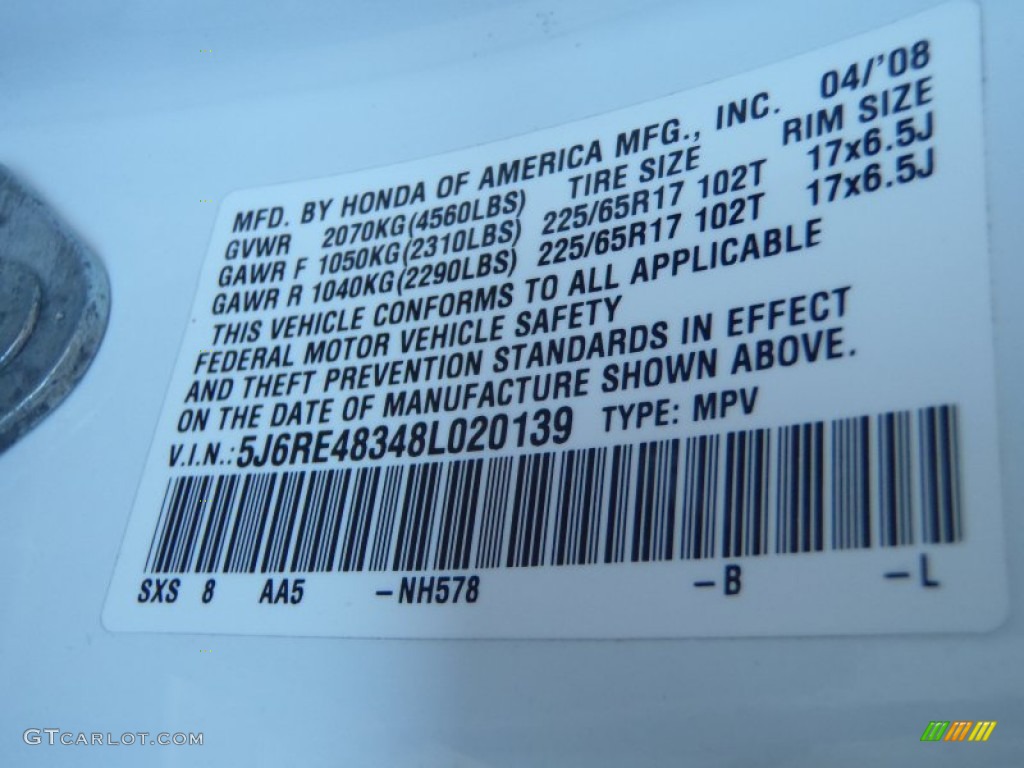 MFD. BY HONDA OF AMERICA MFG., INC. 04/'08
GVWR 2070KG(4560LBS) TIRE SIZE RIM SIZE
GAWR F 1050KG(2310LBS) 225/65R17 102T 17x6.5J
GAWR R 1040KG(2290LBS) 225/65R17 102T 17x6.5J
THIS VEHICLE CONFORMS TO ALL APPLICABLE
FEDERAL MOTOR VEHICLE SAFETY
AND THEFT PREVENTION STANDARDS IN EFFECT
ON THE DATE OF MANUFACTURE SHOWN ABOVE.
V.I.N.:5J6RE48348L020139 TYPE: MPV
SXS 8 AA5 -NH578 -B -L
GTCARLOT.COM